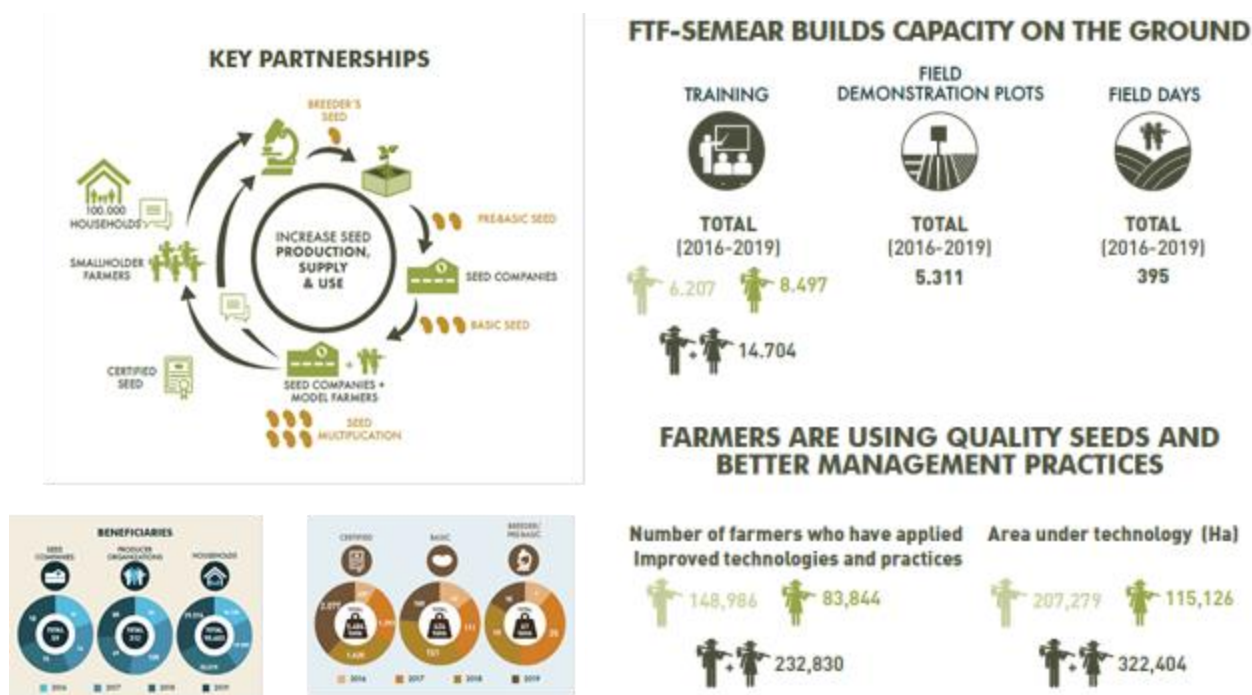 KEY PARTNERSHIPS
BREEDER'S
SEED
100.000
HOUSEHOLDS
PRE-BASIC SEED
INCREASE SEED
PRODUCTION,
SUPPLY
& USE
SMALLHOLDER
FARMERS
SEED COMPANIES
BASIC SEED
CERTIFIED
SEED
SEED COMPANIES +
MODEL FARMERS
SEED
MULTIPLICATION
FTF-SEMEAR BUILDS CAPACITY ON THE GROUND
TRAINING
FIELD
DEMONSTRATION PLOTS
FIELD DAYS
TOTAL
(2016-2019)
6.207
8.497
+
14.704
TOTAL
(2016-2019)
5.311
TOTAL
(2016-2019)
395
FARMERS ARE USING QUALITY SEEDS AND
BETTER MANAGEMENT PRACTICES
Number of farmers who have applied
Improved technologies and practices
148,986
83,844
+
232,830
Area under technology (Ha)
207,279
115,126
+
322,404
BENEFICIARIES
SEED
COMPANIES
PRODUCER
ORGANIZATIONS
HOUSEHOLDS
TOTAL
TOTAL
TOTAL
2016
2017
2018
2019
CERTIFIED
BASIC
BREEDER/
PRE-BASIC
2016
2017
2018
2019